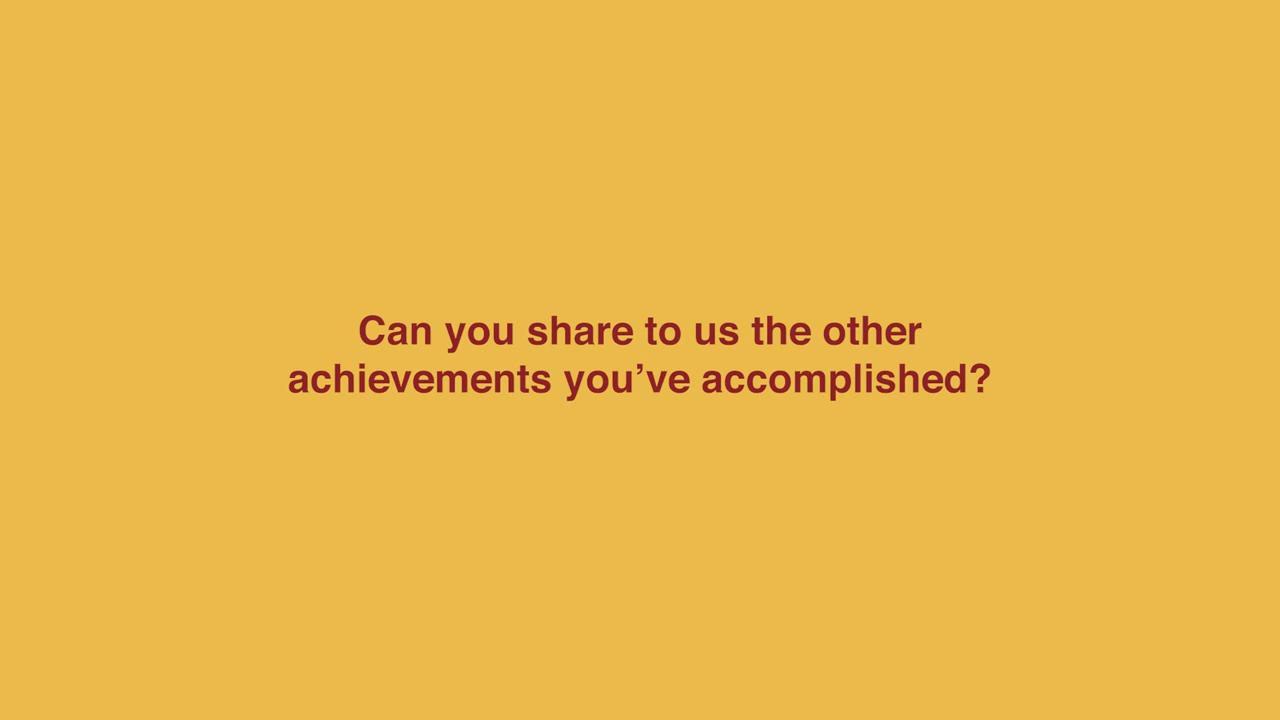 Can you share to us the other
achievements you’ve accomplished?